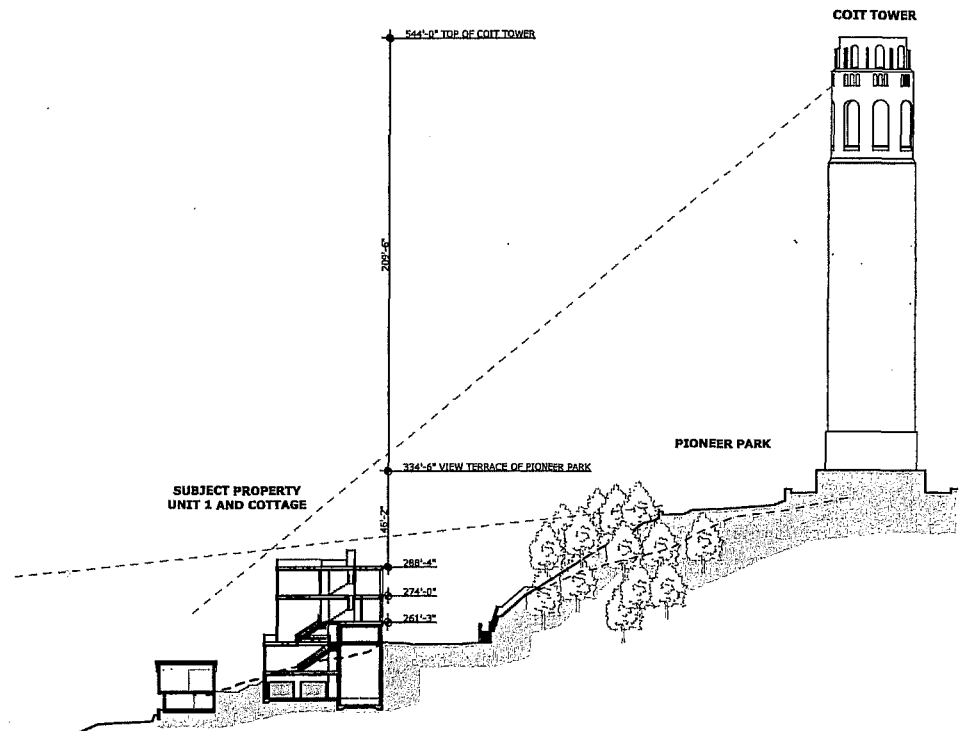 COIT TOWER
544'-0" TOP OF COIT TOWER
209'-6"
PIONEER PARK
334'-6" VIEW TERRACE OF PIONEER PARK
SUBJECT PROPERTY
UNIT 1 AND COTTAGE
46'-2"
288'-4"
274'-0"
261'-3"